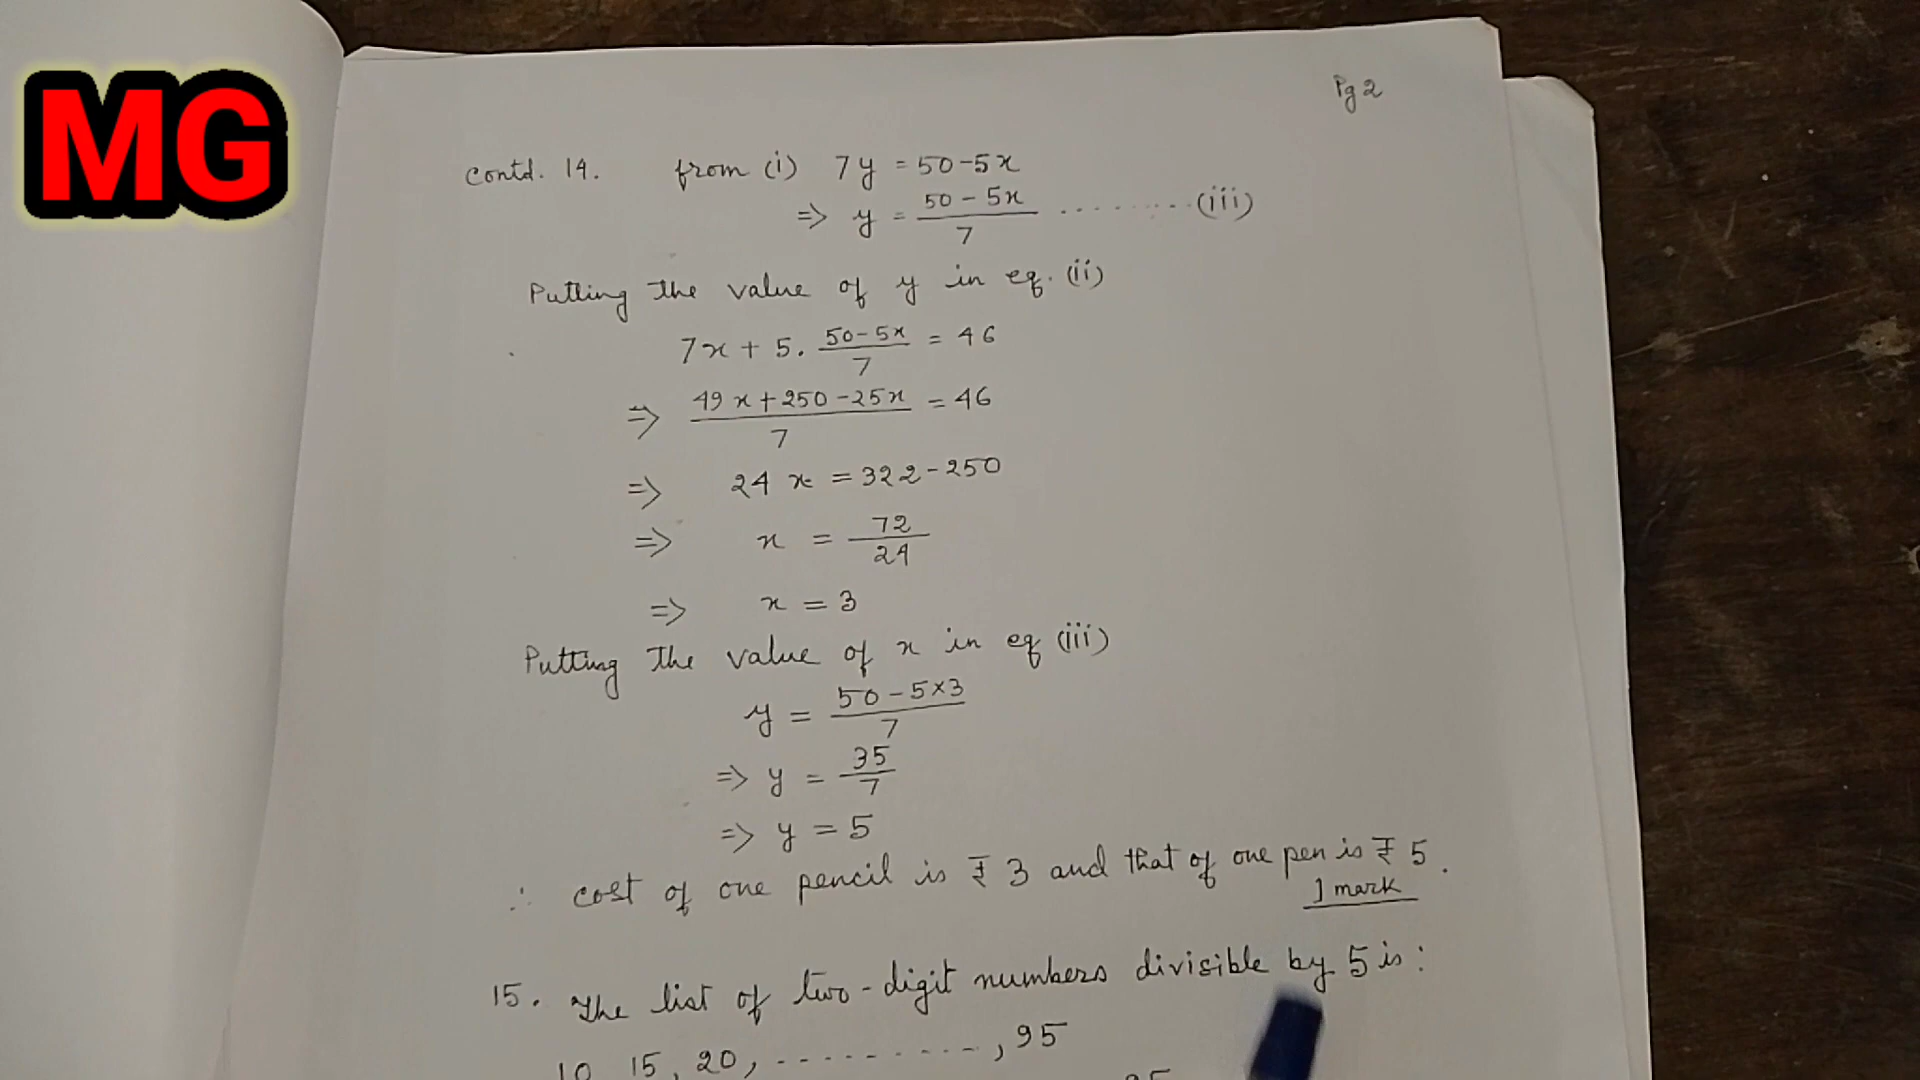 MG
Pg 2
contd. 14. from (i) 7y = 50-5x
=> y = 50 - 5x / 7 ......... (iii)
Putting the value of y in eq. (ii)
7x + 5. 50-5x / 7 = 46
=> 49x+250-25x / 7 = 46
=> 24x = 322-250
=> x = 72 / 24
=> x = 3
Putting the value of x in eq (iii)
y = 50-5×3 / 7
=> y = 35 / 7
=> y = 5
∴ cost of one pencil is ₹ 3 and that of one pen is ₹ 5.
1 mark
15. The list of two-digit numbers divisible by 5 is:
10, 15, 20, .........., 95